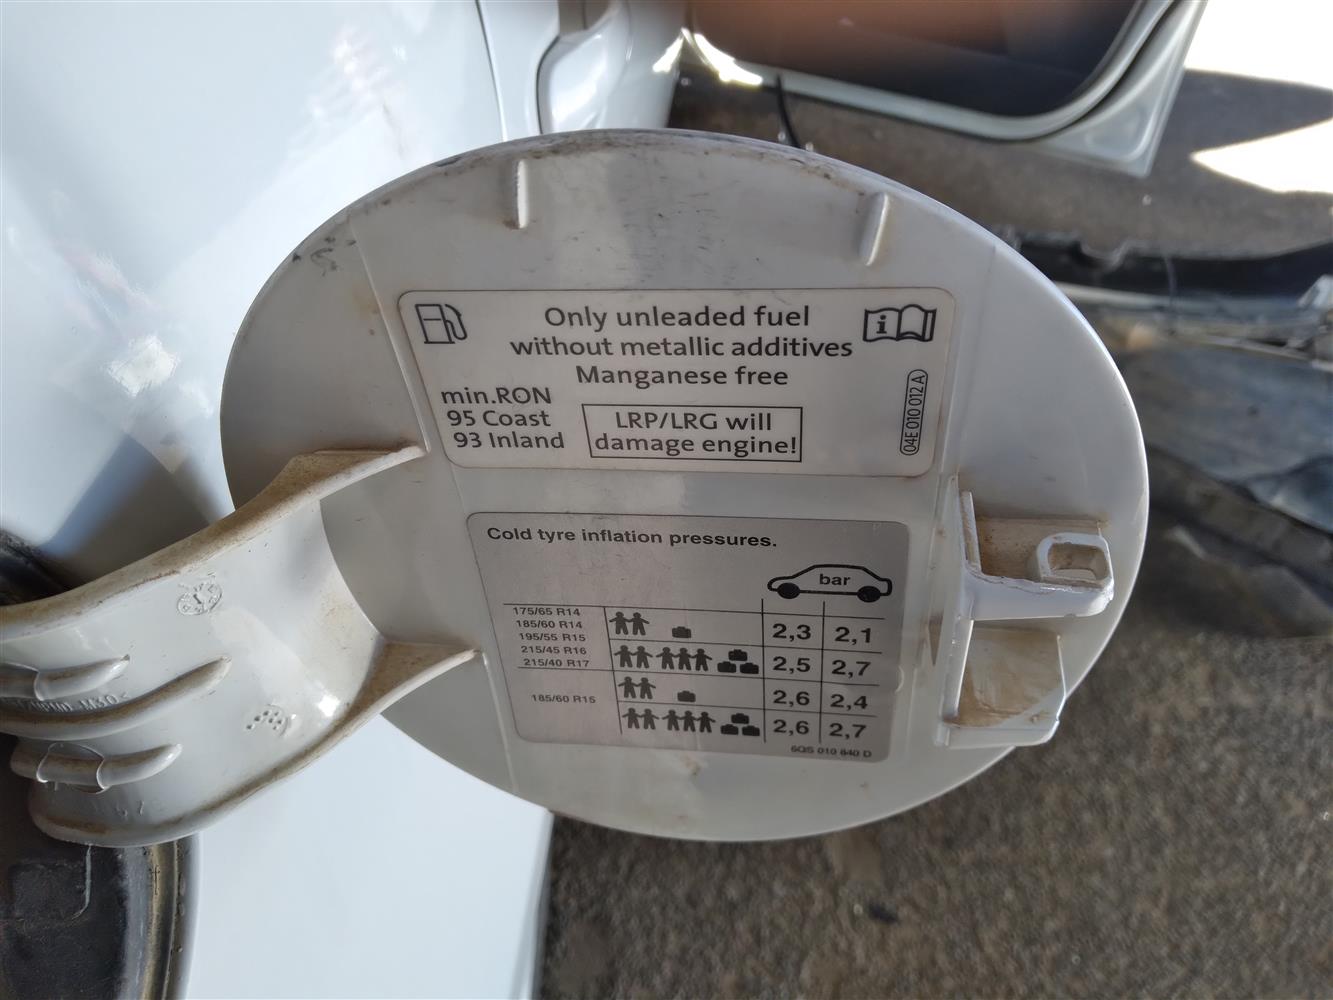 Only unleaded fuel
without metallic additives
Manganese free
min.RON
95 Coast
93 Inland
LRP/LRG will
damage engine!
04E 010 012 A
Cold tyre inflation pressures.
bar
175/65 R14
185/60 R14
195/55 R15
215/45 R16
215/40 R17
2,3 2,1
2,5 2,7
185/60 R15
2,6 2,4
2,6 2,7
6QS 010 840 D